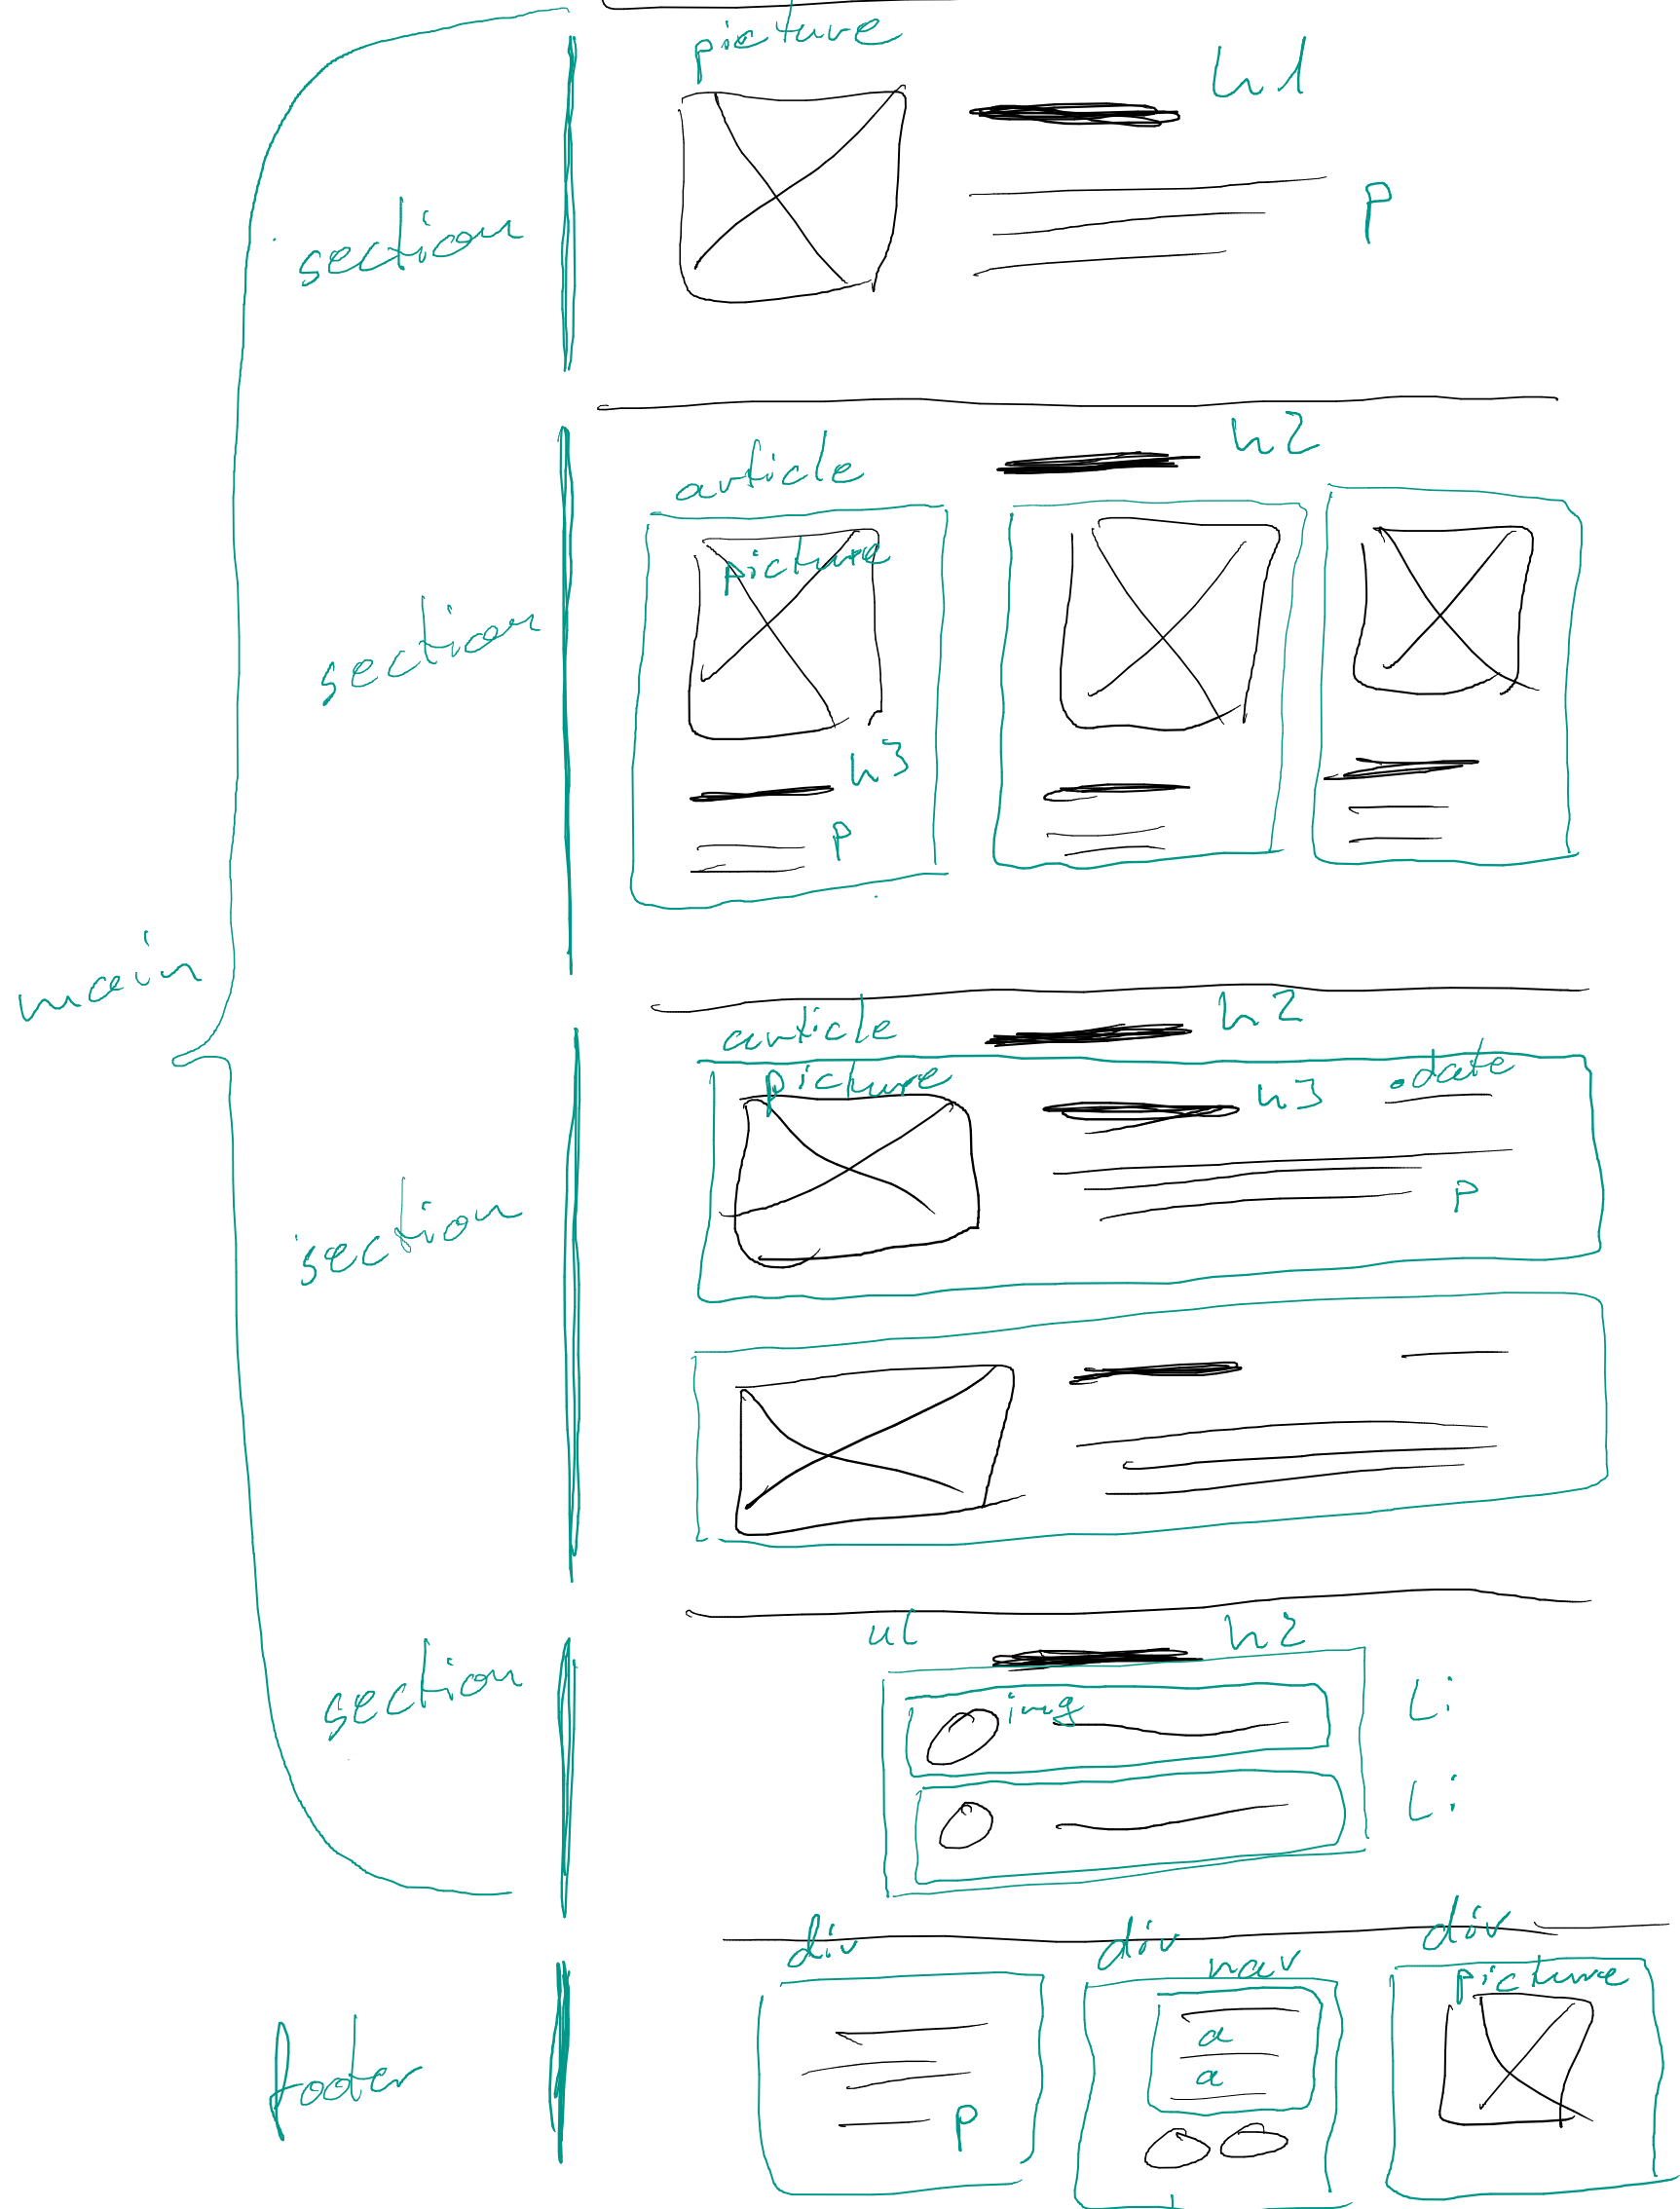 picture
h1
section
p
h2
article
picture
section
h3
p
main
h2
article
.date
picture
h3
p
section
ul
h2
section
img
Li
Li
div
div
div
nav
picture
a
footer
a
p